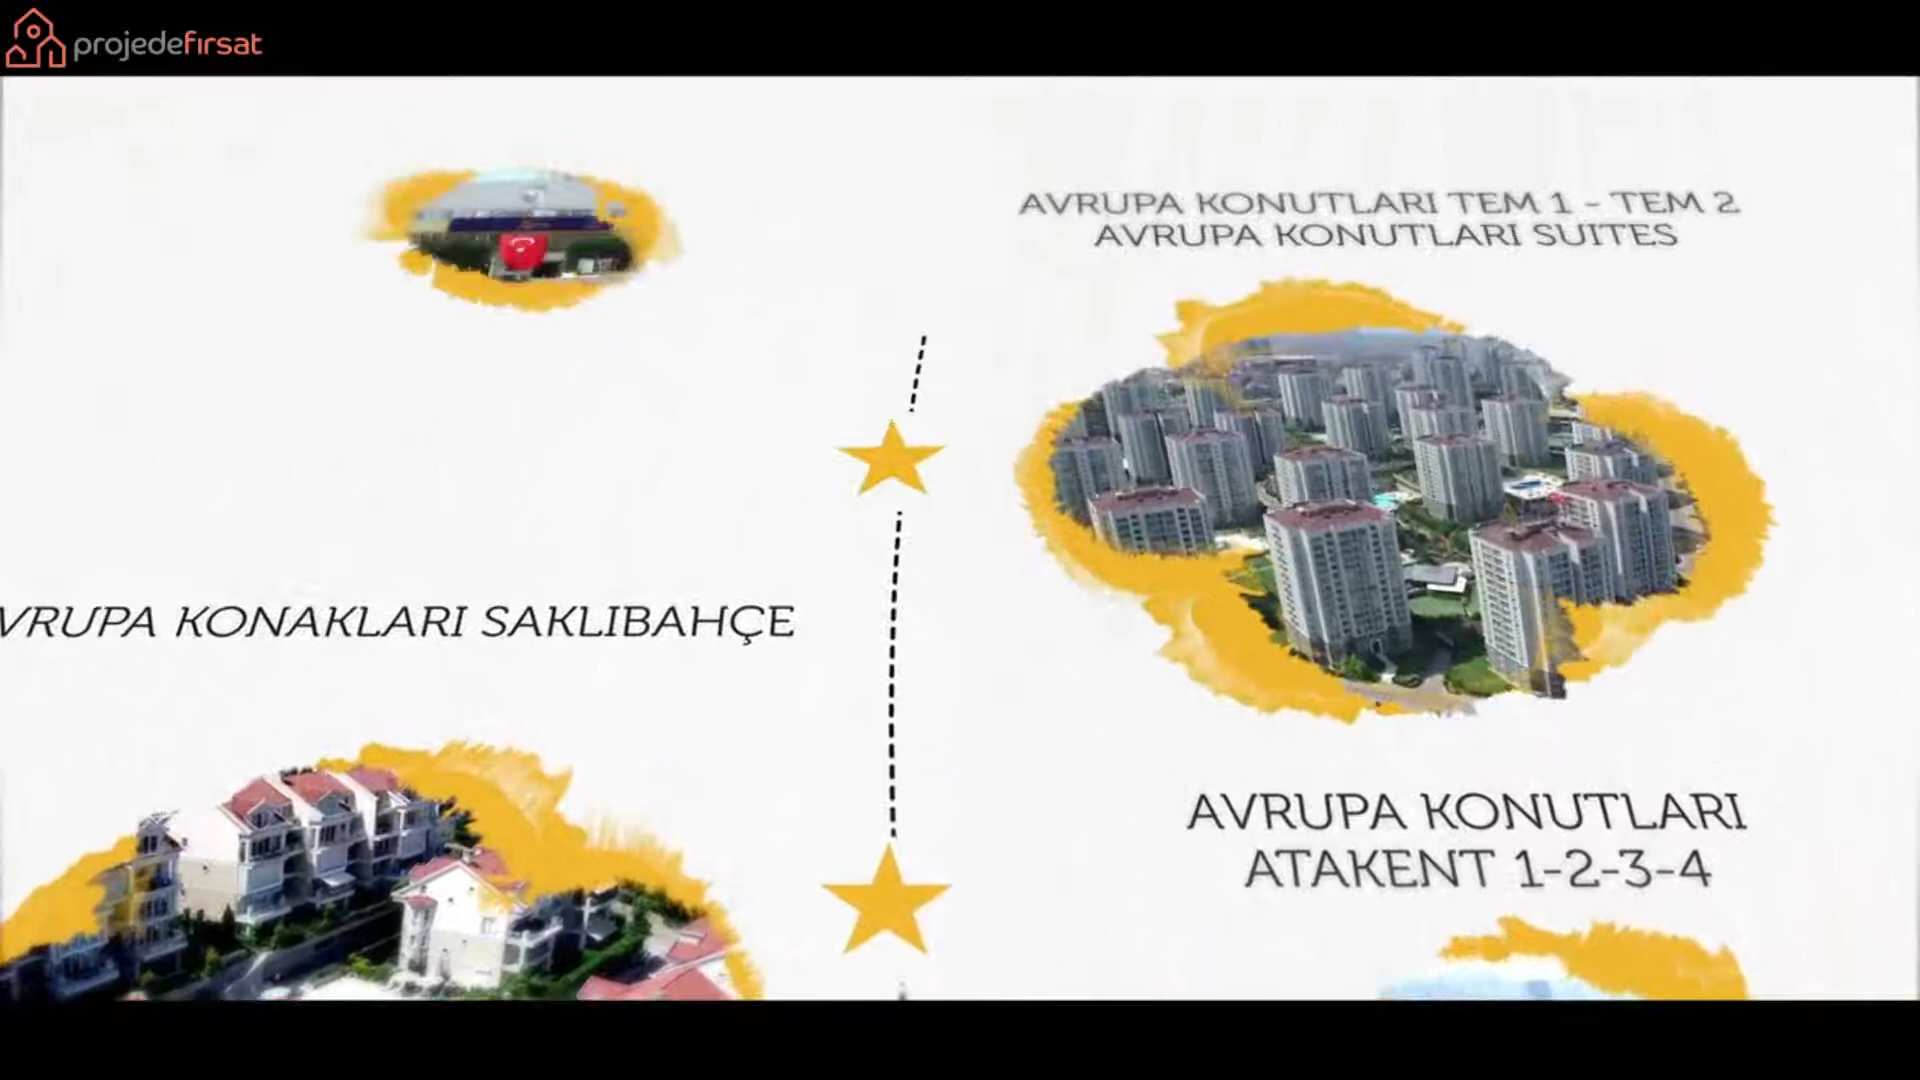 projedefırsat
AVRUPA KONUTLARI TEM 1 - TEM 2
AVRUPA KONUTLARI SUITES
VRUPA KONAKLARI SAKLIBAHÇE
AVRUPA KONUTLARI
ATAKENT 1-2-3-4